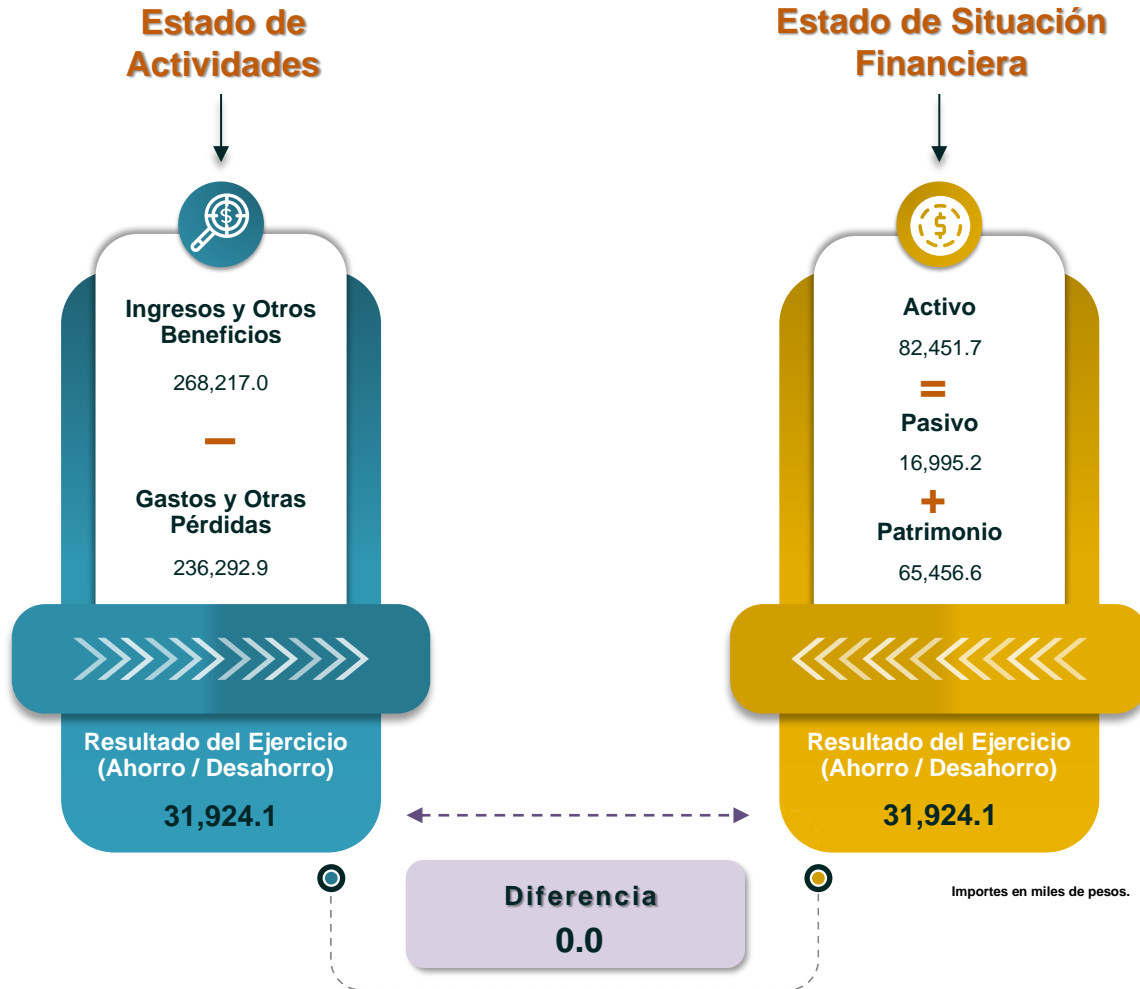 Estado de
Actividades
Ingresos y Otros
Beneficios
268,217.0
–
Gastos y Otras
Pérdidas
236,292.9
Resultado del Ejercicio
(Ahorro / Desahorro)
31,924.1
Estado de Situación
Financiera
Activo
82,451.7
=
Pasivo
16,995.2
+
Patrimonio
65,456.6
Resultado del Ejercicio
(Ahorro / Desahorro)
31,924.1
Diferencia
0.0
Importes en miles de pesos.